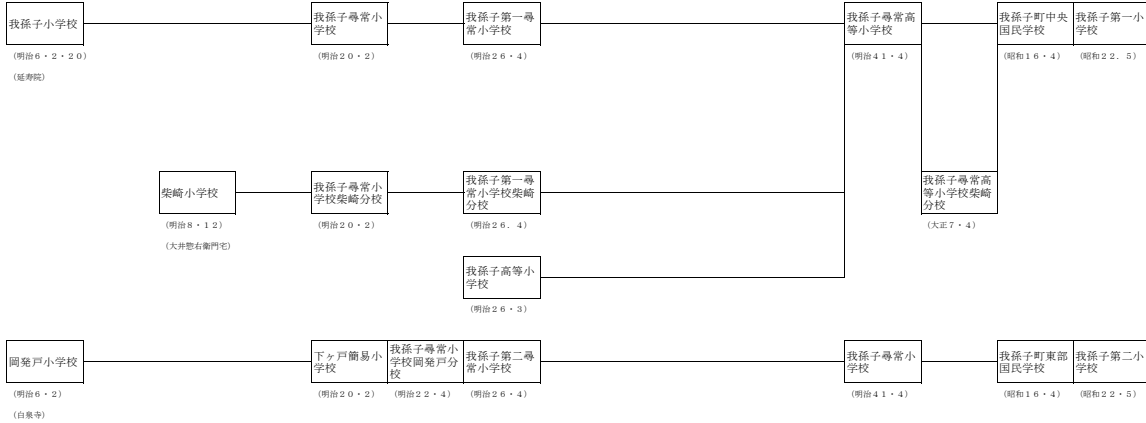 我孫子小学校
(明治6・2・20)
(延寿院)
我孫子尋常小
学校
(明治20・2)
我孫子第一尋
常小学校
(明治26・4)
我孫子尋常高
等小学校
(明治41・4)
我孫子町中央
国民学校
(昭和16・4)
我孫子第一小
学校
(昭和22．5)
柴崎小学校
(明治8・12)
(大井惣右衛門宅)
我孫子尋常小
学校柴崎分校
(明治20・2)
我孫子第一尋
常小学校柴崎
分校
(明治26．4)
我孫子尋常高
等小学校柴崎
分校
(大正7・4)
我孫子高等小
学校
(明治26・3)
岡発戸小学校
(明治6・2)
(白泉寺)
下ヶ戸簡易小
学校
(明治20・2)
我孫子尋常小
学校岡発戸分
校
(明治22・4)
我孫子第二尋
常小学校
(明治26・4)
我孫子尋常小
学校
(明治41・4)
我孫子町東部
国民学校
(昭和16・4)
我孫子第二小
学校
(昭和22・5)